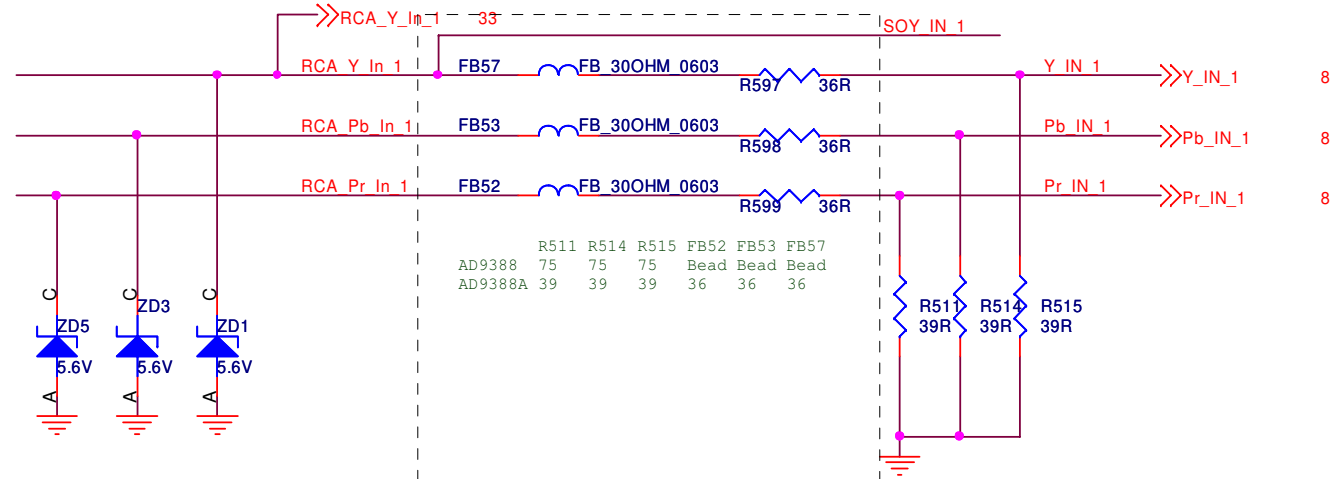 RCA_Y_In_1 33
SOY_IN_1
RCA_Y_In_1 FB57 FB_30OHM_0603 R597 36R Y_IN_1 Y_IN_1 8
RCA_Pb_In_1 FB53 FB_30OHM_0603 R598 36R Pb_IN_1 Pb_IN_1 8
RCA_Pr_In_1 FB52 FB_30OHM_0603 R599 36R Pr_IN_1 Pr_IN_1 8
R511 R514 R515 FB52 FB53 FB57
AD9388 75 75 75 Bead Bead Bead
AD9388A 39 39 39 36 36 36
C C C
ZD5 ZD3 ZD1
5.6V 5.6V 5.6V
A A A
R511 R514 R515
39R 39R 39R